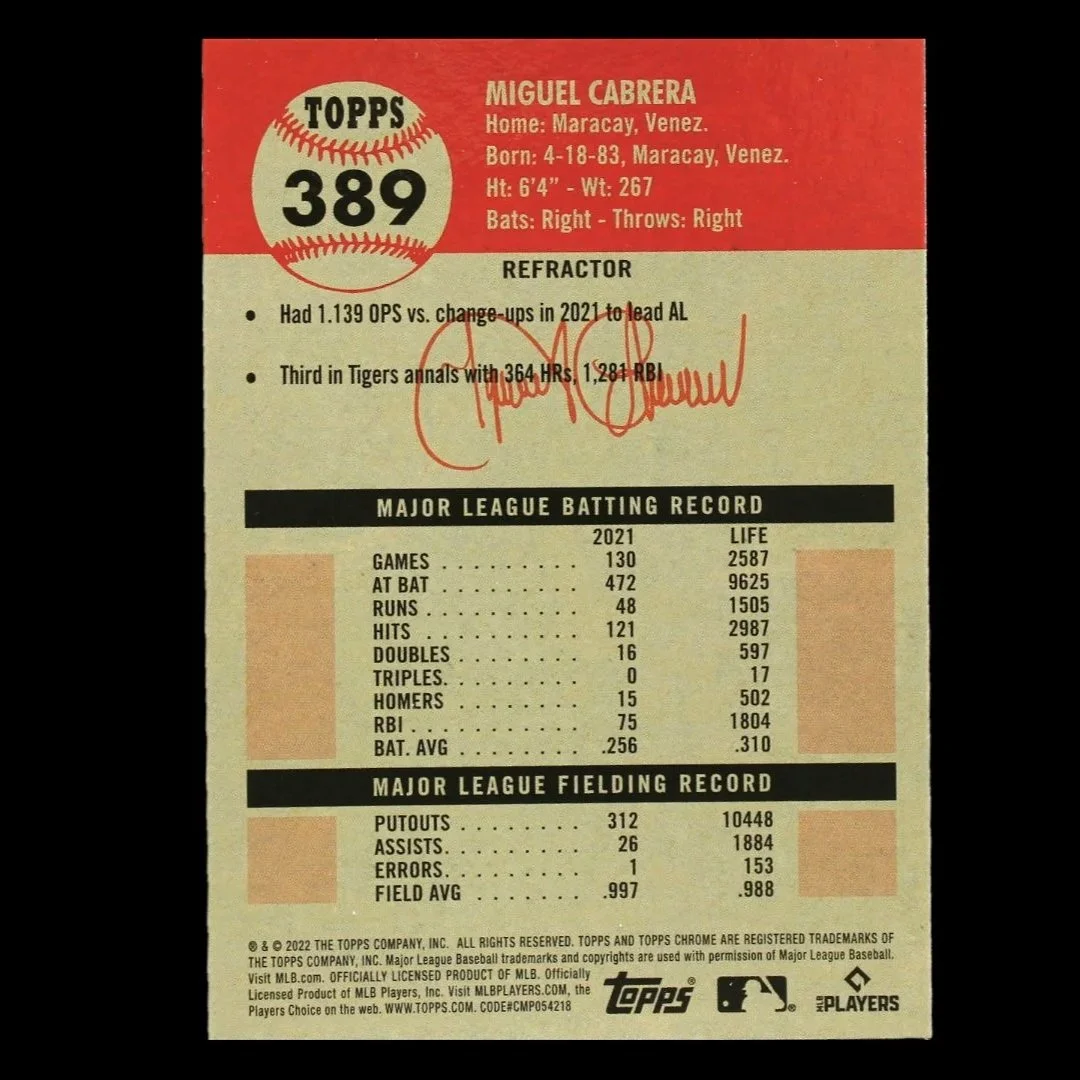 TOPPS
389
MIGUEL CABRERA
Home: Maracay, Venez.
Born: 4-18-83, Maracay, Venez.
Ht: 6'4" - Wt: 267
Bats: Right - Throws: Right
REFRACTOR
• Had 1.139 OPS vs. change-ups in 2021 to lead AL
• Third in Tigers annals with 364 HRs, 1,281 RBI
MAJOR LEAGUE BATTING RECORD
2021 LIFE
GAMES . . . . . . . . . 130 2587
AT BAT . . . . . . . . . 472 9625
RUNS . . . . . . . . . . 48 1505
HITS . . . . . . . . . . 121 2987
DOUBLES . . . . . . . . 16 597
TRIPLES. . . . . . . . . 0 17
HOMERS . . . . . . . . 15 502
RBI . . . . . . . . . . . 75 1804
BAT. AVG . . . . . . . . .256 .310
MAJOR LEAGUE FIELDING RECORD
PUTOUTS . . . . . . . . 312 10448
ASSISTS. . . . . . . . . 26 1884
ERRORS. . . . . . . . . 1 153
FIELD AVG . . . . . . . .997 .988
® & © 2022 THE TOPPS COMPANY, INC. ALL RIGHTS RESERVED. TOPPS AND TOPPS CHROME ARE REGISTERED TRADEMARKS OF
THE TOPPS COMPANY, INC. Major League Baseball trademarks and copyrights are used with permission of Major League Baseball.
Visit MLB.com. OFFICIALLY LICENSED PRODUCT OF MLB. Officially
Licensed Product of MLB Players, Inc. Visit MLBPLAYERS.COM, the
Players Choice on the web. WWW.TOPPS.COM. CODE#CMP054218
topps®
®
MLB PLAYERS